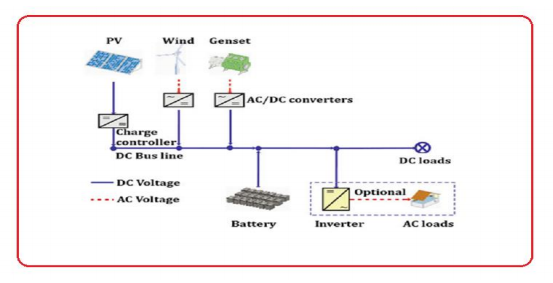 PV Wind Genset
AC/DC converters
Charge
controller
DC Bus line
DC loads
DC Voltage
AC Voltage
Optional
Battery Inverter AC loads